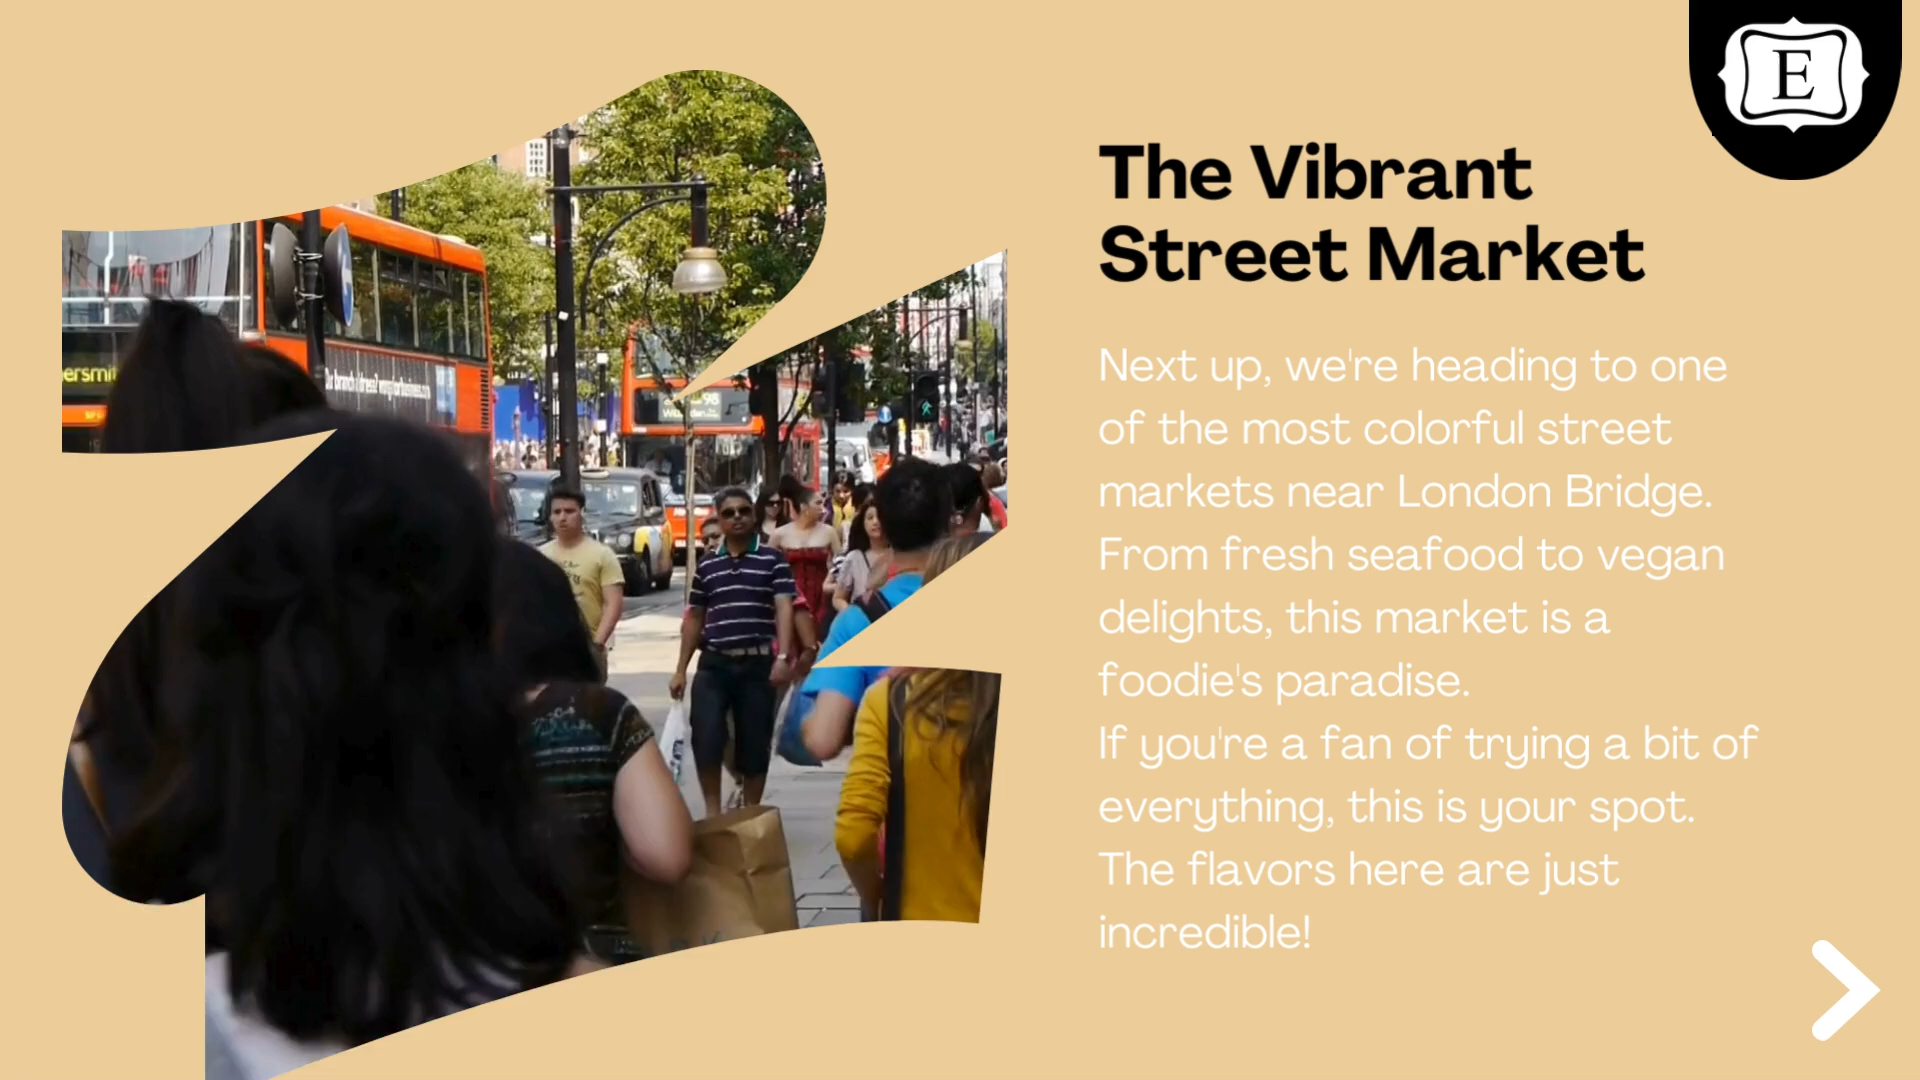 E
The Vibrant
Street Market
Next up, we're heading to one
of the most colorful street
markets near London Bridge.
From fresh seafood to vegan
delights, this market is a
foodie's paradise.
If you're a fan of trying a bit of
everything, this is your spot.
The flavors here are just
incredible!
ersmit
98